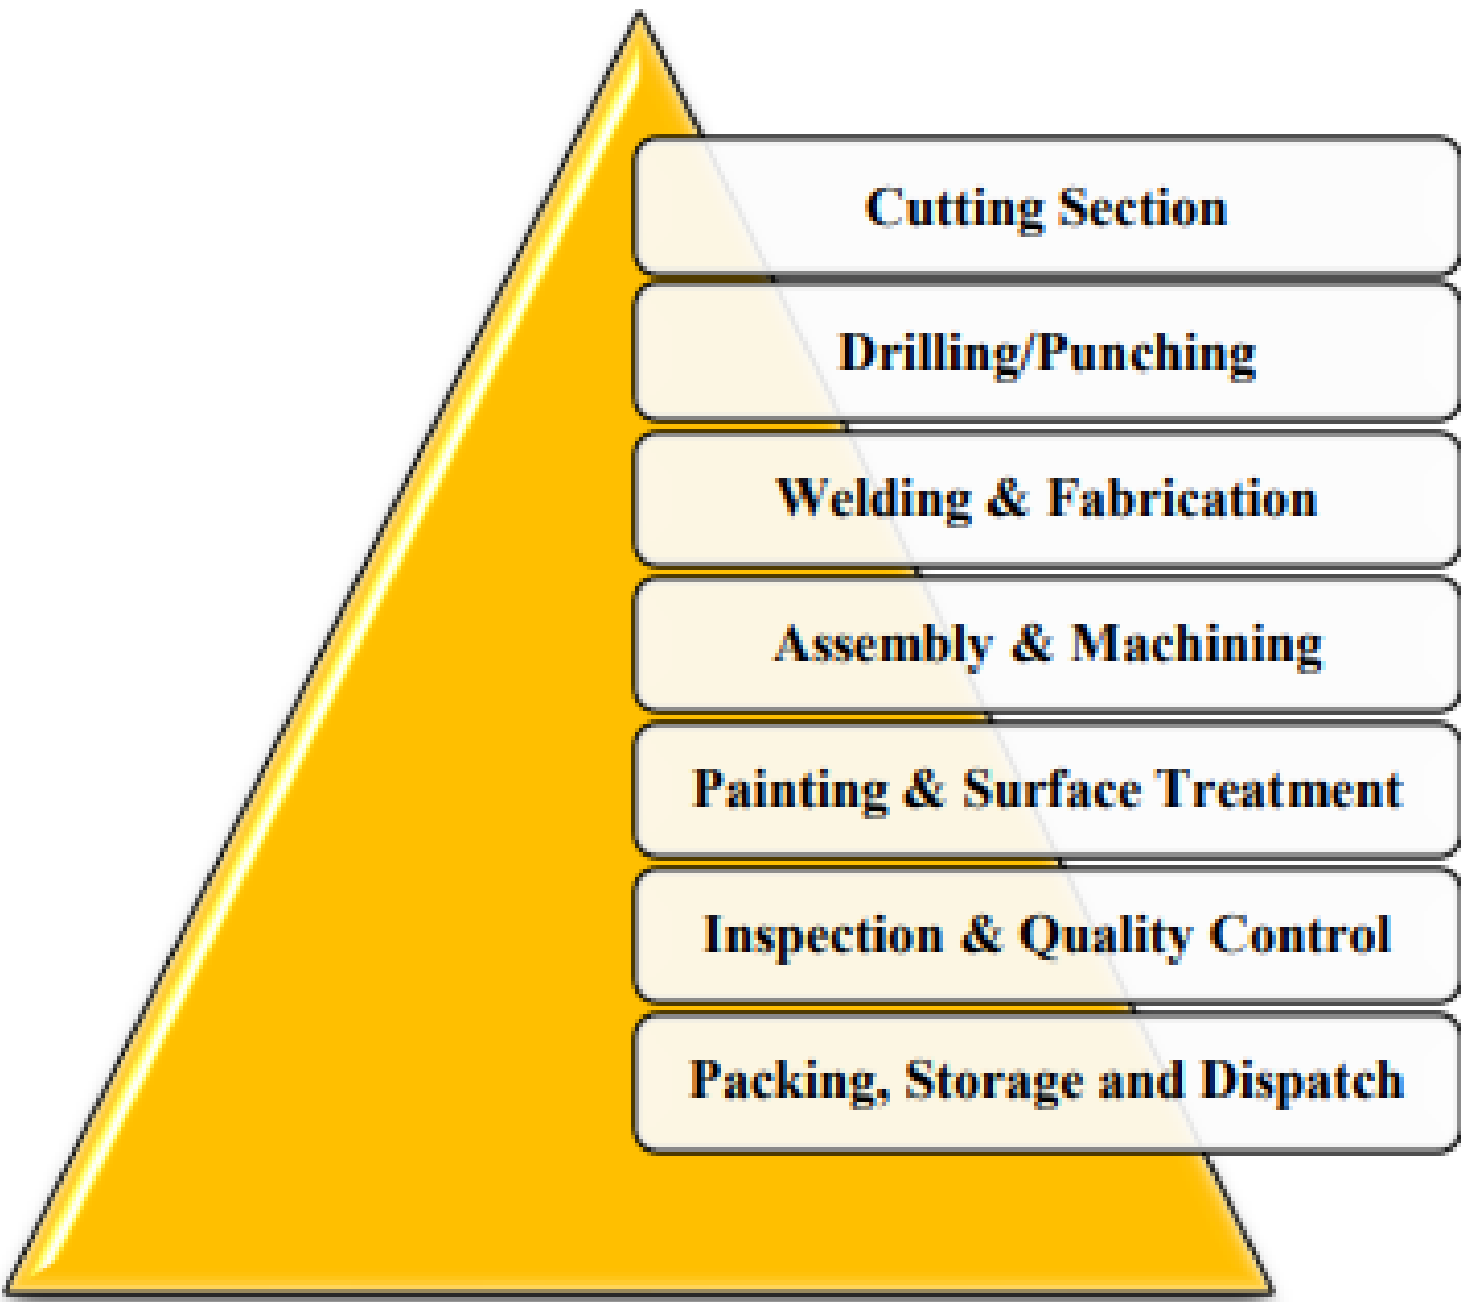 Cutting Section
Drilling/Punching
Welding & Fabrication
Assembly & Machining
Painting & Surface Treatment
Inspection & Quality Control
Packing, Storage and Dispatch